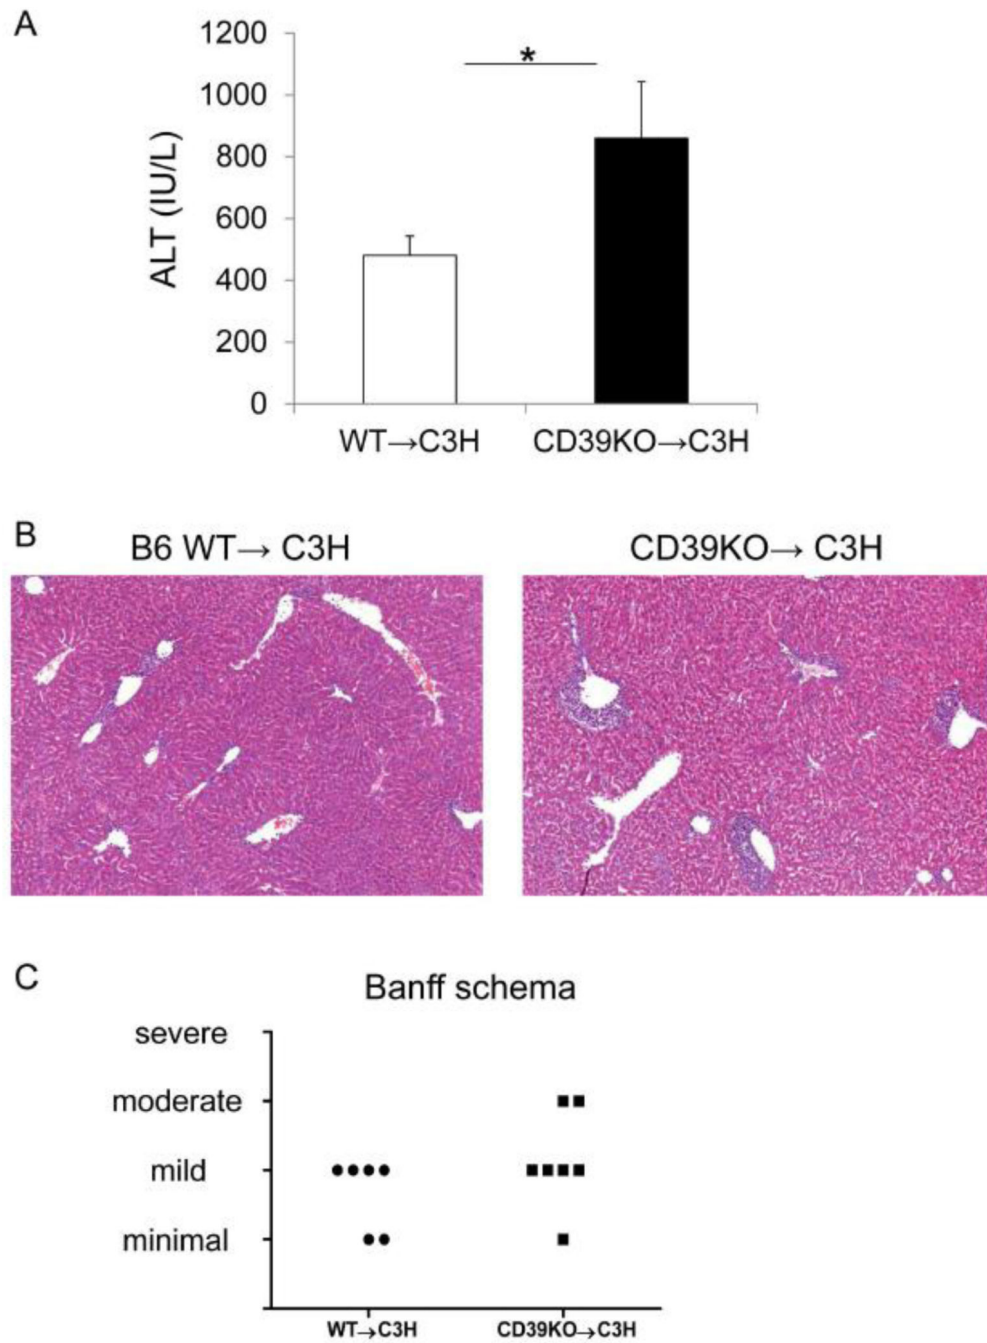 A
1200
1000
800
600
400
200
0
ALT (IU/L)
*
WT→C3H CD39KO→C3H
B
B6 WT→ C3H CD39KO→ C3H
C
Banff schema
severe
moderate
mild
minimal
WT→C3H CD39KO→C3H